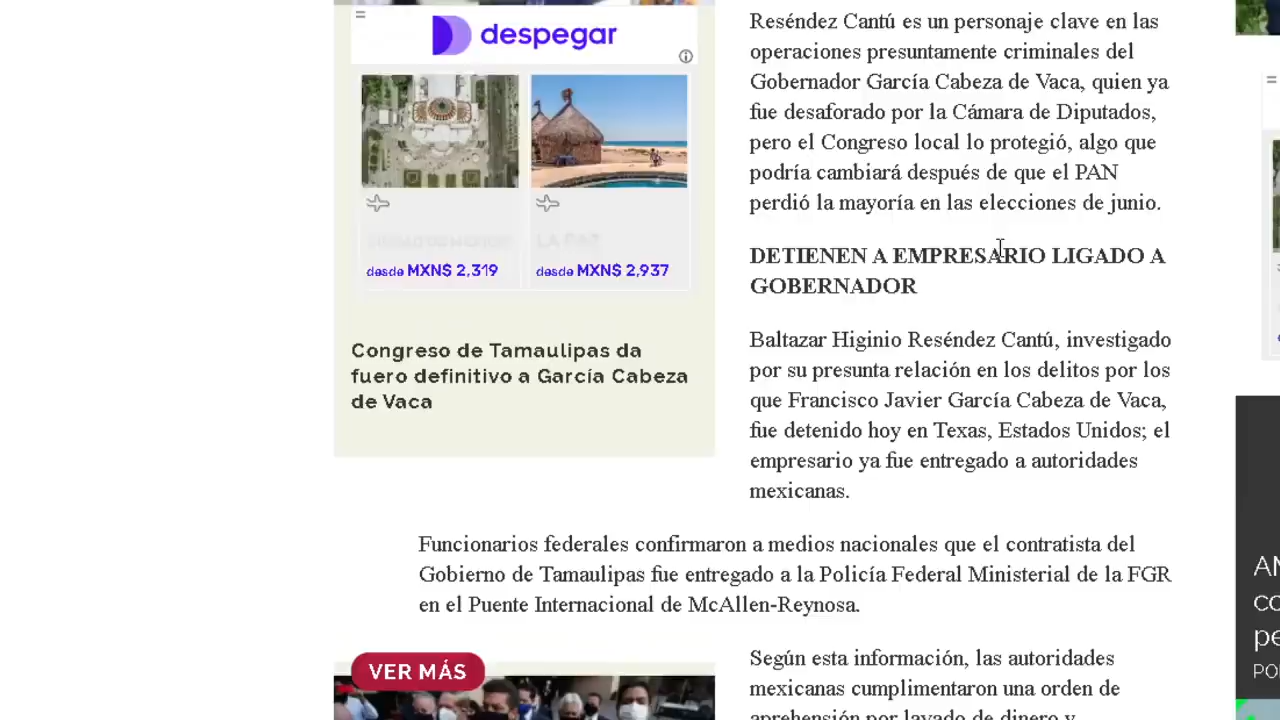 despegar
LA PAZ
desde MXN$ 2,319
desde MXN$ 2,937
Congreso de Tamaulipas da
fuero definitivo a García Cabeza
de Vaca
Reséndez Cantú es un personaje clave en las
operaciones presuntamente criminales del
Gobernador García Cabeza de Vaca, quien ya
fue desaforado por la Cámara de Diputados,
pero el Congreso local lo protegió, algo que
podría cambiará después de que el PAN
perdió la mayoría en las elecciones de junio.
DETIENEN A EMPRESARIO LIGADO A
GOBERNADOR
Baltazar Higinio Reséndez Cantú, investigado
por su presunta relación en los delitos por los
que Francisco Javier García Cabeza de Vaca,
fue detenido hoy en Texas, Estados Unidos; el
empresario ya fue entregado a autoridades
mexicanas.
Funcionarios federales confirmaron a medios nacionales que el contratista del
Gobierno de Tamaulipas fue entregado a la Policía Federal Ministerial de la FGR
en el Puente Internacional de McAllen-Reynosa.
VER MÁS
Según esta información, las autoridades
mexicanas cumplimentaron una orden de
aprehensión por lavado de dinero y